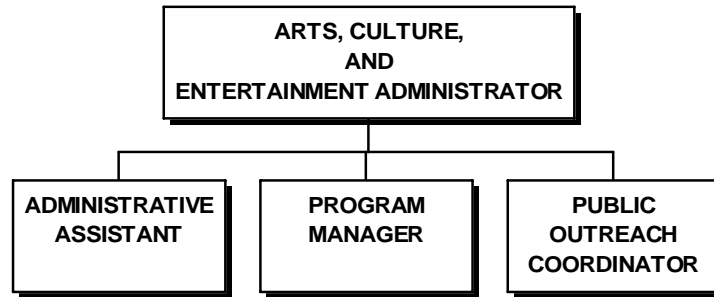 ARTS, CULTURE,
AND
ENTERTAINMENT ADMINISTRATOR
ADMINISTRATIVE
ASSISTANT
PROGRAM
MANAGER
PUBLIC
OUTREACH
COORDINATOR